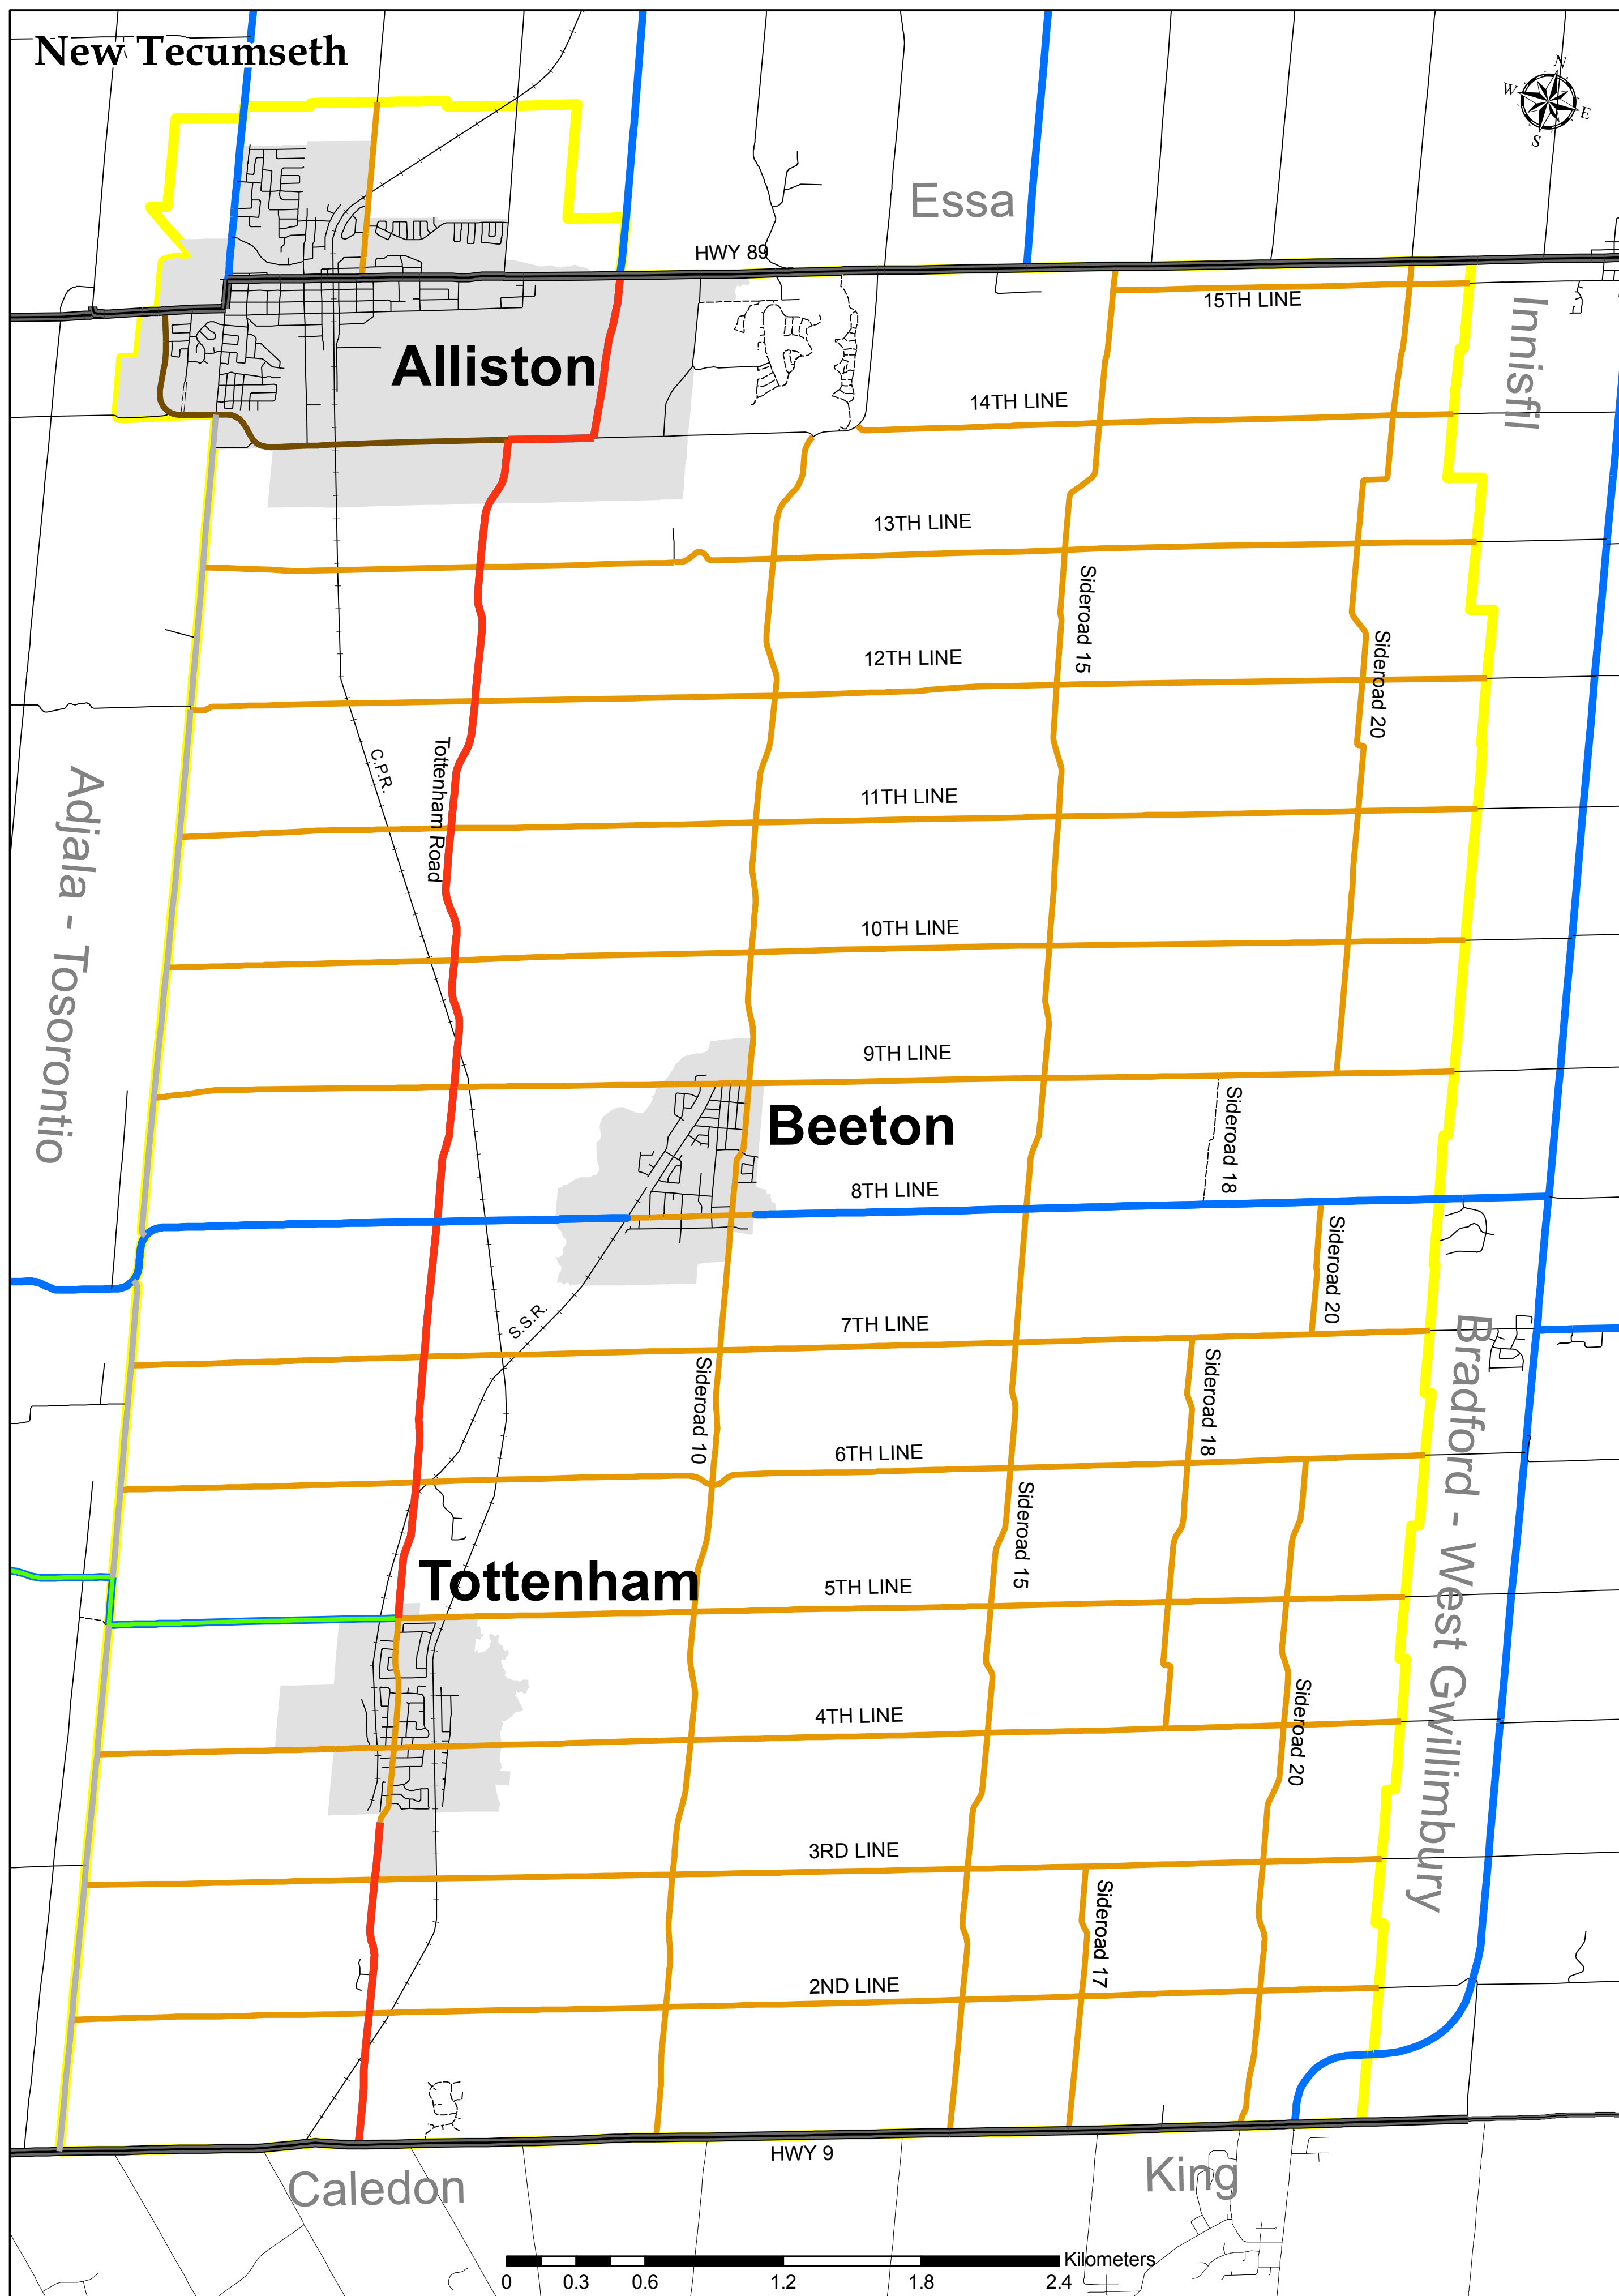 New Tecumseth
N
W
E
S
Essa
HWY 89
15TH LINE
Innisfil
Alliston
14TH LINE
13TH LINE
Sideroad 15
12TH LINE
Sideroad 20
C.P.R.
Tottenham Road
11TH LINE
Adjala - Tosorontio
10TH LINE
9TH LINE
Beeton
Sideroad 18
8TH LINE
Sideroad 20
S.S.R.
7TH LINE
Bradford - West Gwillimbury
Sideroad 10
Sideroad 18
6TH LINE
Sideroad 15
Tottenham
5TH LINE
4TH LINE
Sideroad 20
3RD LINE
Sideroad 17
2ND LINE
HWY 9
Caledon
King
Kilometers
0 0.3 0.6 1.2 1.8 2.4